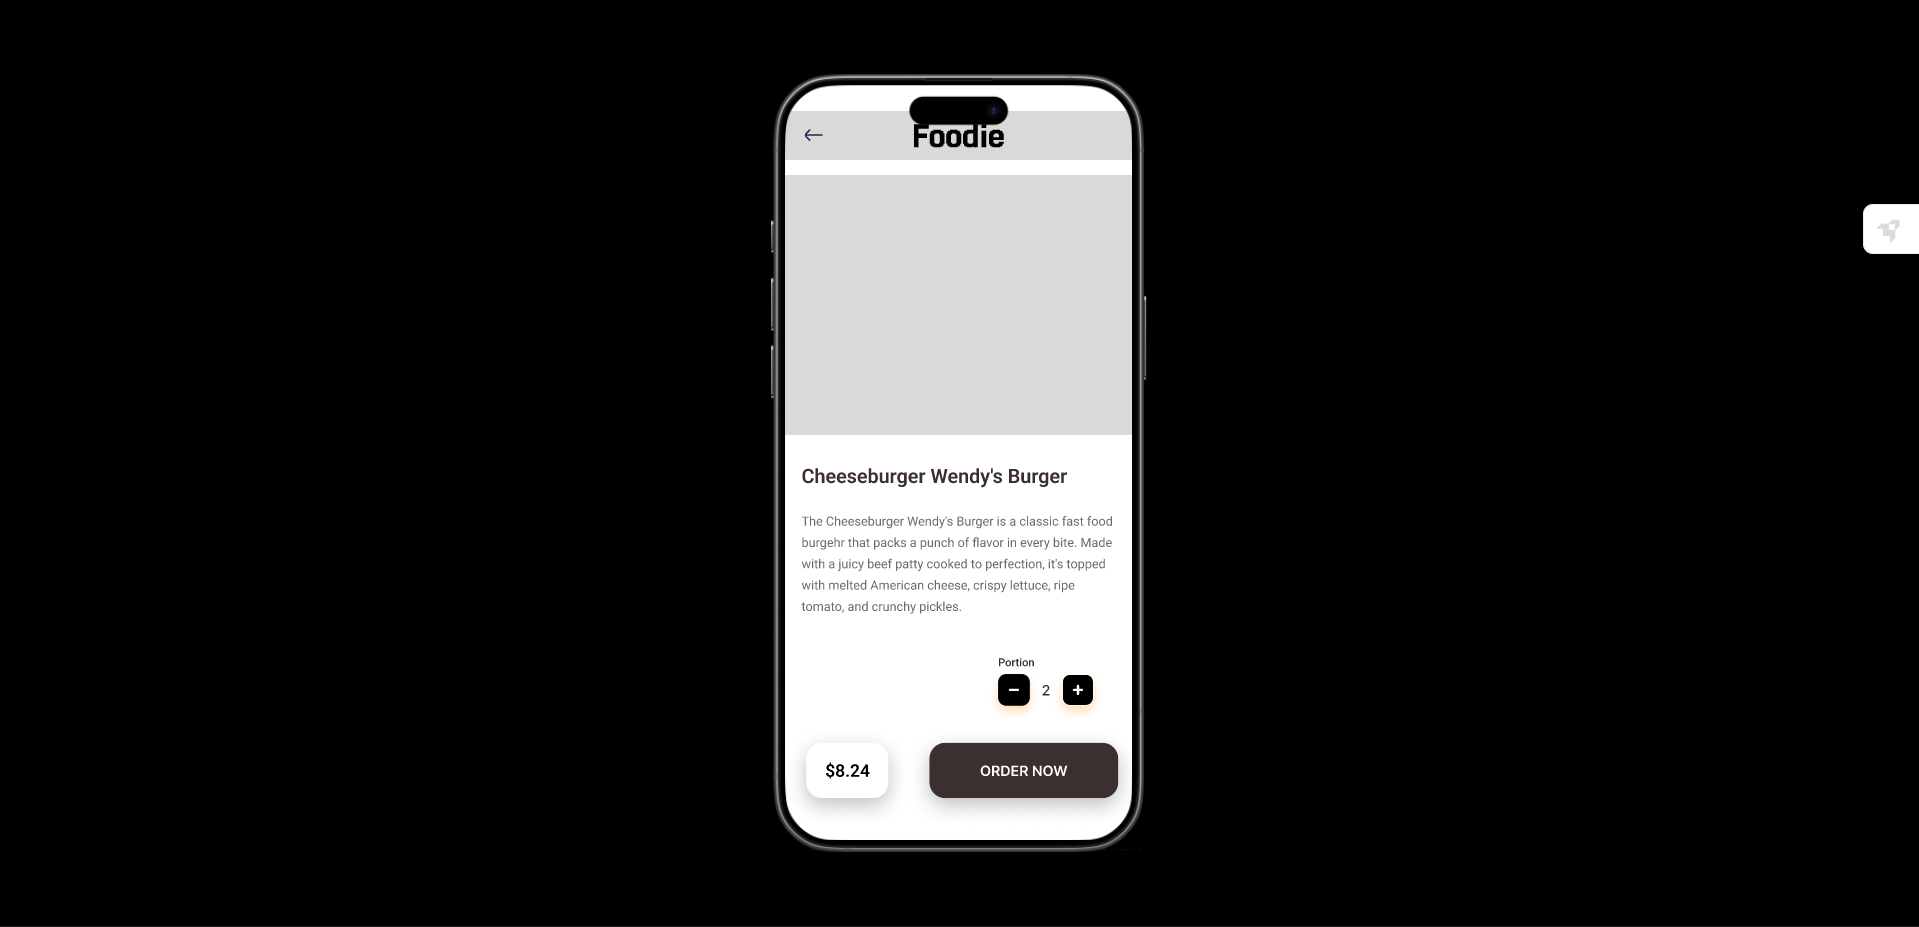 Foodie
Cheeseburger Wendy's Burger
The Cheeseburger Wendy's Burger is a classic fast food
burgehr that packs a punch of flavor in every bite. Made
with a juicy beef patty cooked to perfection, it's topped
with melted American cheese, crispy lettuce, ripe
tomato, and crunchy pickles.
Portion
2
$8.24
ORDER NOW